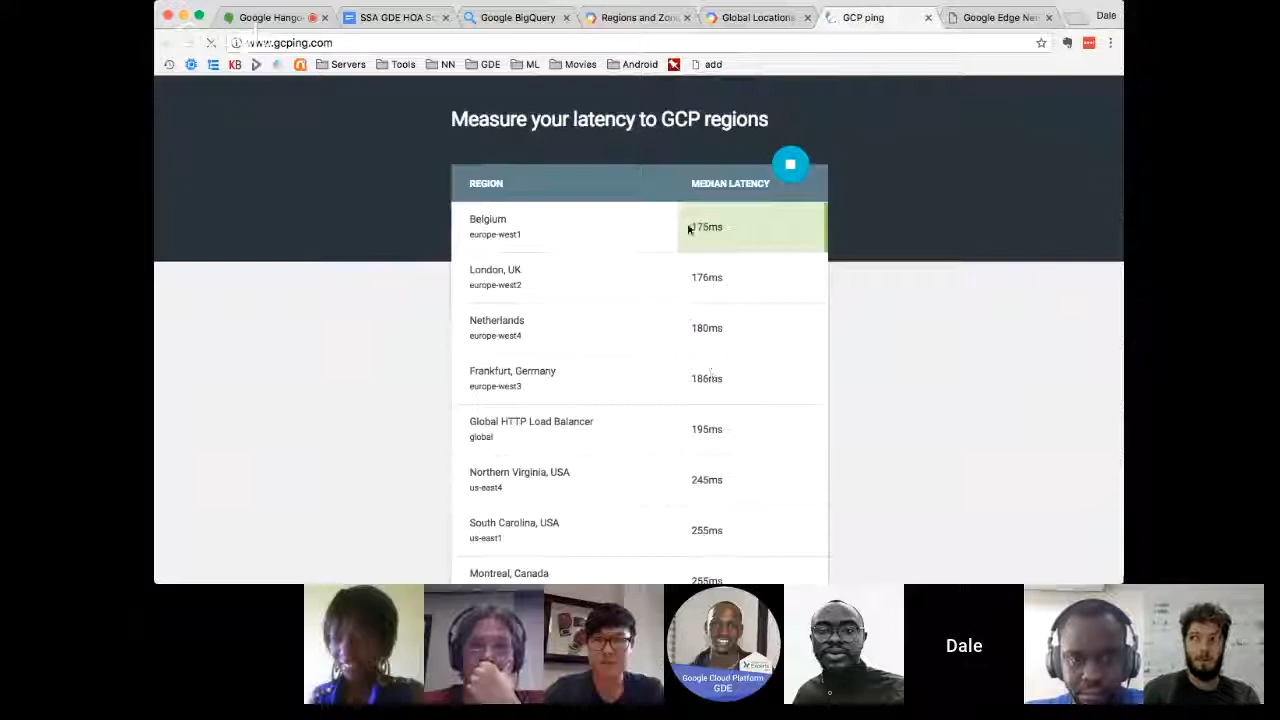 Google Hango
SSA GDE HOA Sc
Google BigQuery
Regions and Zon
Global Locations
GCP ping
Google Edge Net
Dale
www.gcping.com
KB
Servers
Tools
NN
GDE
ML
Movies
Android
add
Measure your latency to GCP regions
REGION
MEDIAN LATENCY
Belgium
europe-west1
175ms
London, UK
europe-west2
176ms
Netherlands
europe-west4
180ms
Frankfurt, Germany
europe-west3
186ms
Global HTTP Load Balancer
global
195ms
Northern Virginia, USA
us-east4
245ms
South Carolina, USA
us-east1
255ms
Montreal, Canada
255ms
Experts
Google Cloud Platform
GDE
Dale